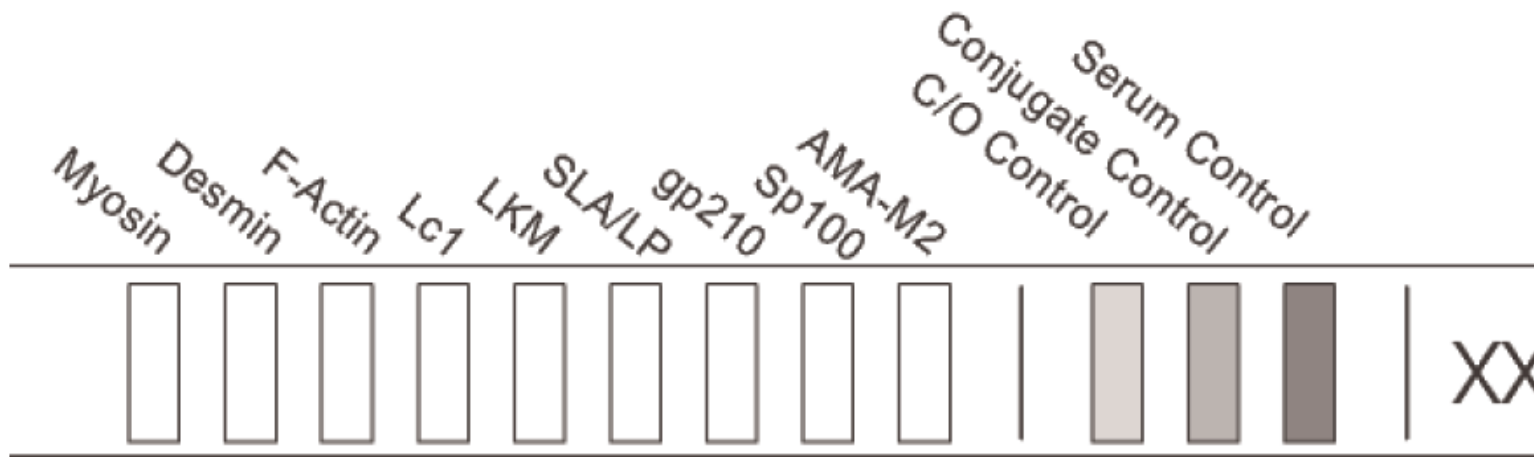 Myosin
Desmin
F-Actin
Lc1
LKM
SLA/LP
gp210
Sp100
AMA-M2
C/O Control
Conjugate Control
Serum Control
XX